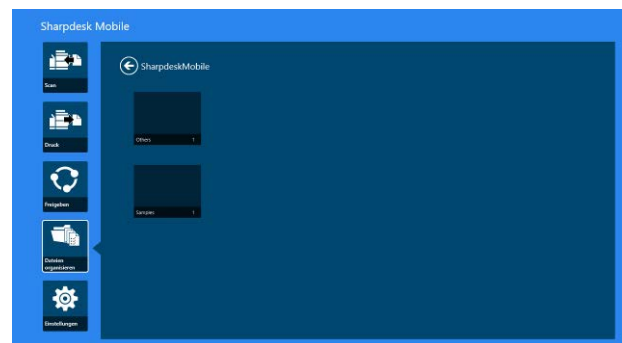 Sharpdesk Mobile
Scan
SharpdeskMobile
Druck
Others 1
Freigeben
Samples 1
Dateien
organisieren
Einstellungen